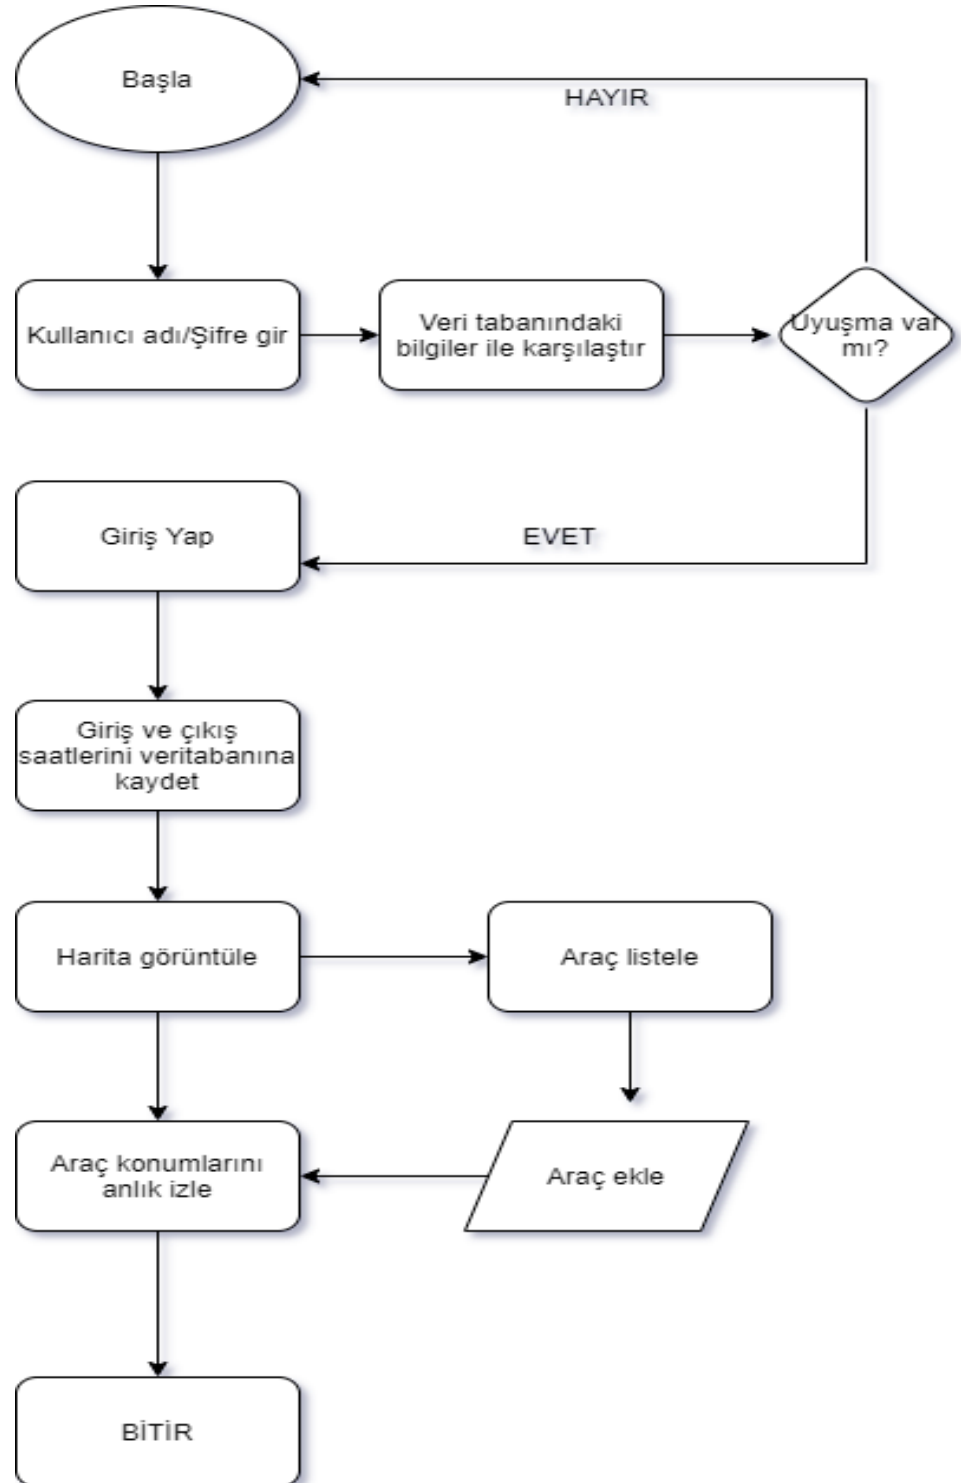 Başla
HAYIR
Kullanıcı adı/Şifre gir
Veri tabanındaki
bilgiler ile karşılaştır
Uyuşma var
mı?
Giriş Yap
EVET
Giriş ve çıkış
saatlerini veritabanına
kaydet
Harita görüntüle
Araç listele
Araç konumlarını
anlık izle
Araç ekle
BİTİR